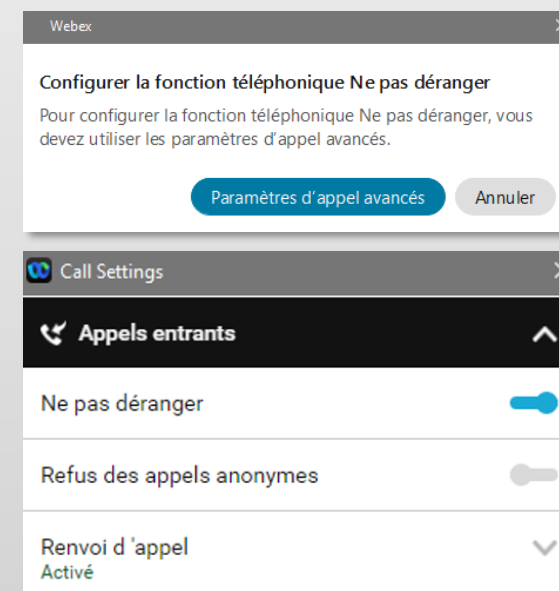 Webex
Configurer la fonction téléphonique Ne pas déranger
Pour configurer la fonction téléphonique Ne pas déranger, vous
devez utiliser les paramètres d'appel avancés.
Paramètres d'appel avancés Annuler
Call Settings
Appels entrants
Ne pas déranger
Refus des appels anonymes
Renvoi d 'appel
Activé